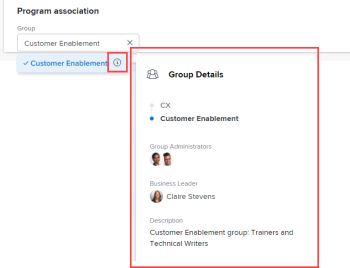 Program association
Group
Customer Enablement
Customer Enablement
Group Details
CX
Customer Enablement
Group Administrators
Business Leader
Claire Stevens
Description
Customer Enablement group: Trainers and
Technical Writers